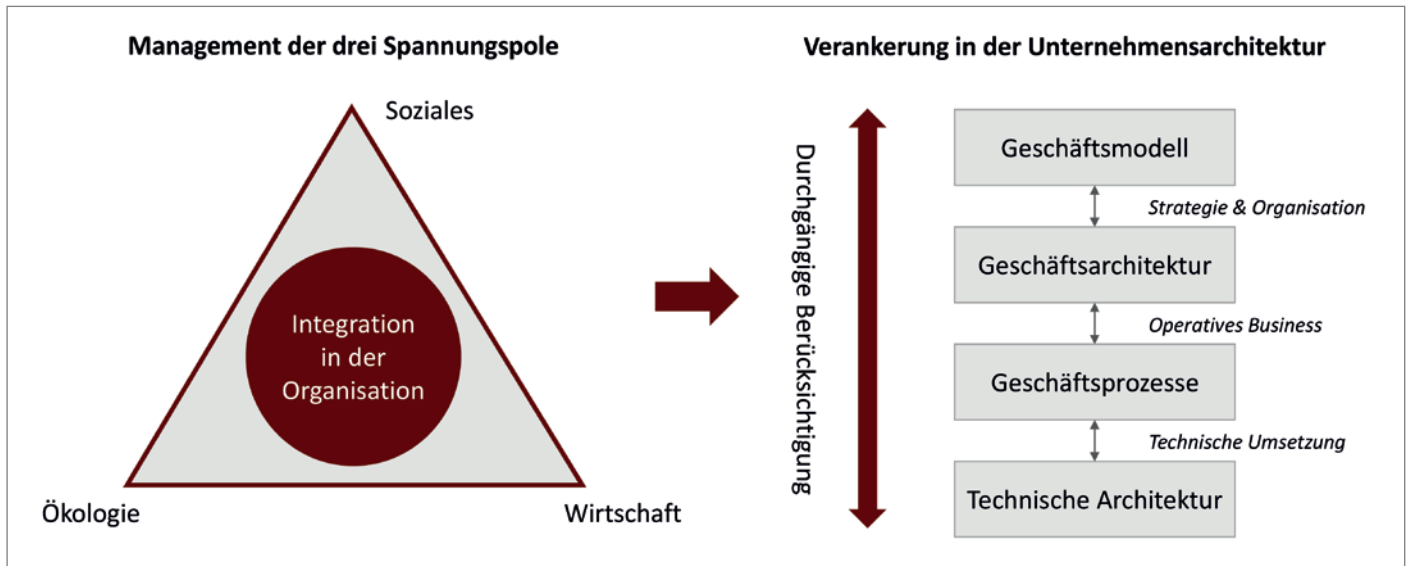 Management der drei Spannungspole
Soziales
Integration
in der
Organisation
Ökologie
Wirtschaft
Verankerung in der Unternehmensarchitektur
Durchgängige Berücksichtigung
Geschäftsmodell
Strategie & Organisation
Geschäftsarchitektur
Operatives Business
Geschäftsprozesse
Technische Umsetzung
Technische Architektur